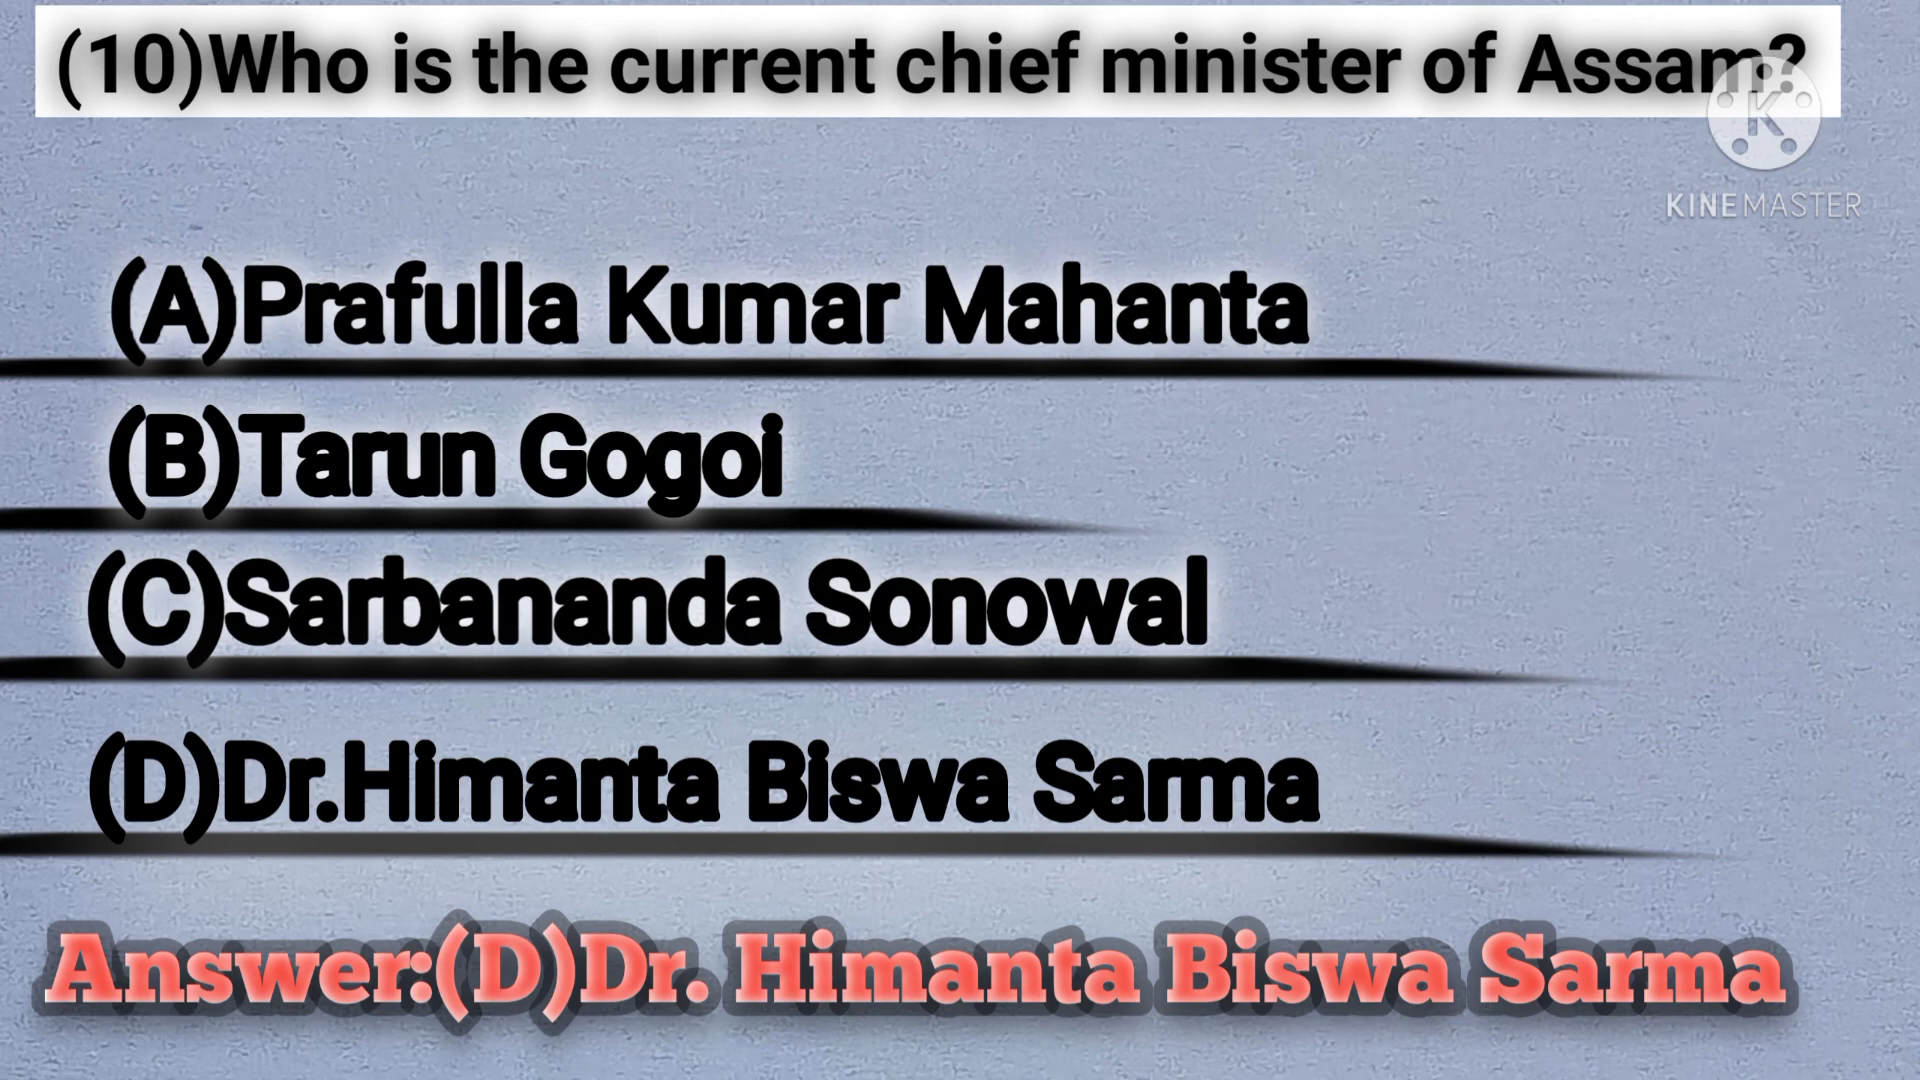 (10)Who is the current chief minister of Assam?
KINEMASTER
(A)Prafulla Kumar Mahanta
(B)Tarun Gogoi
(C)Sarbananda Sonowal
(D)Dr.Himanta Biswa Sarma
Answer:(D)Dr. Himanta Biswa Sarma